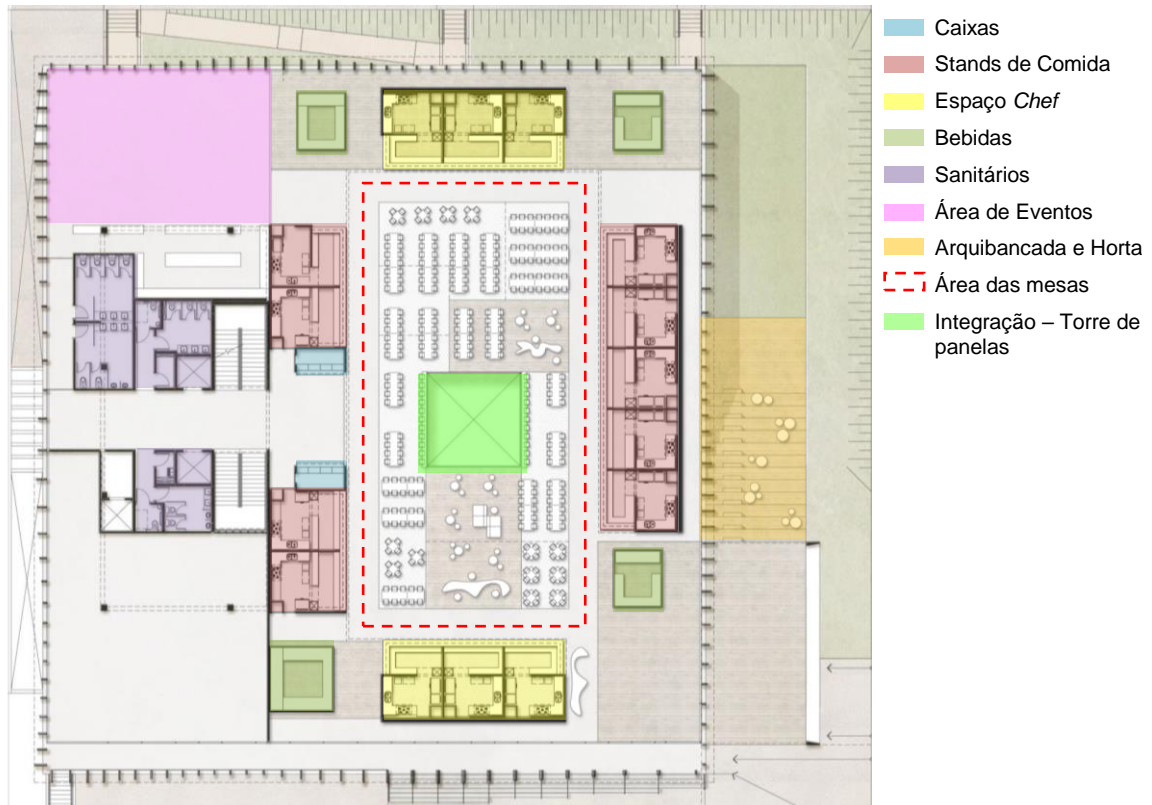 Caixas
Stands de Comida
Espaço Chef
Bebidas
Sanitários
Área de Eventos
Arquibancada e Horta
Área das mesas
Integração – Torre de
panelas